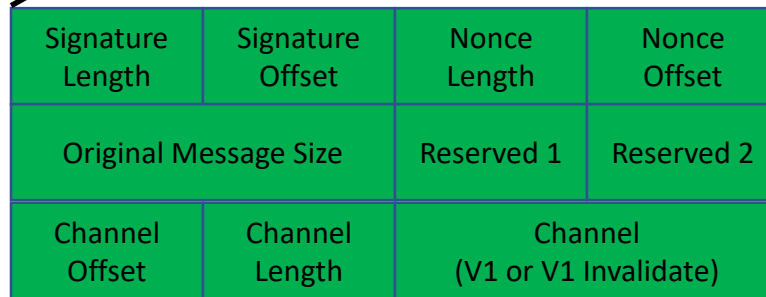 Signature
Length
Signature
Offset
Nonce
Length
Nonce
Offset
Original Message Size
Reserved 1
Reserved 2
Channel
Offset
Channel
Length
Channel
(V1 or V1 Invalidate)